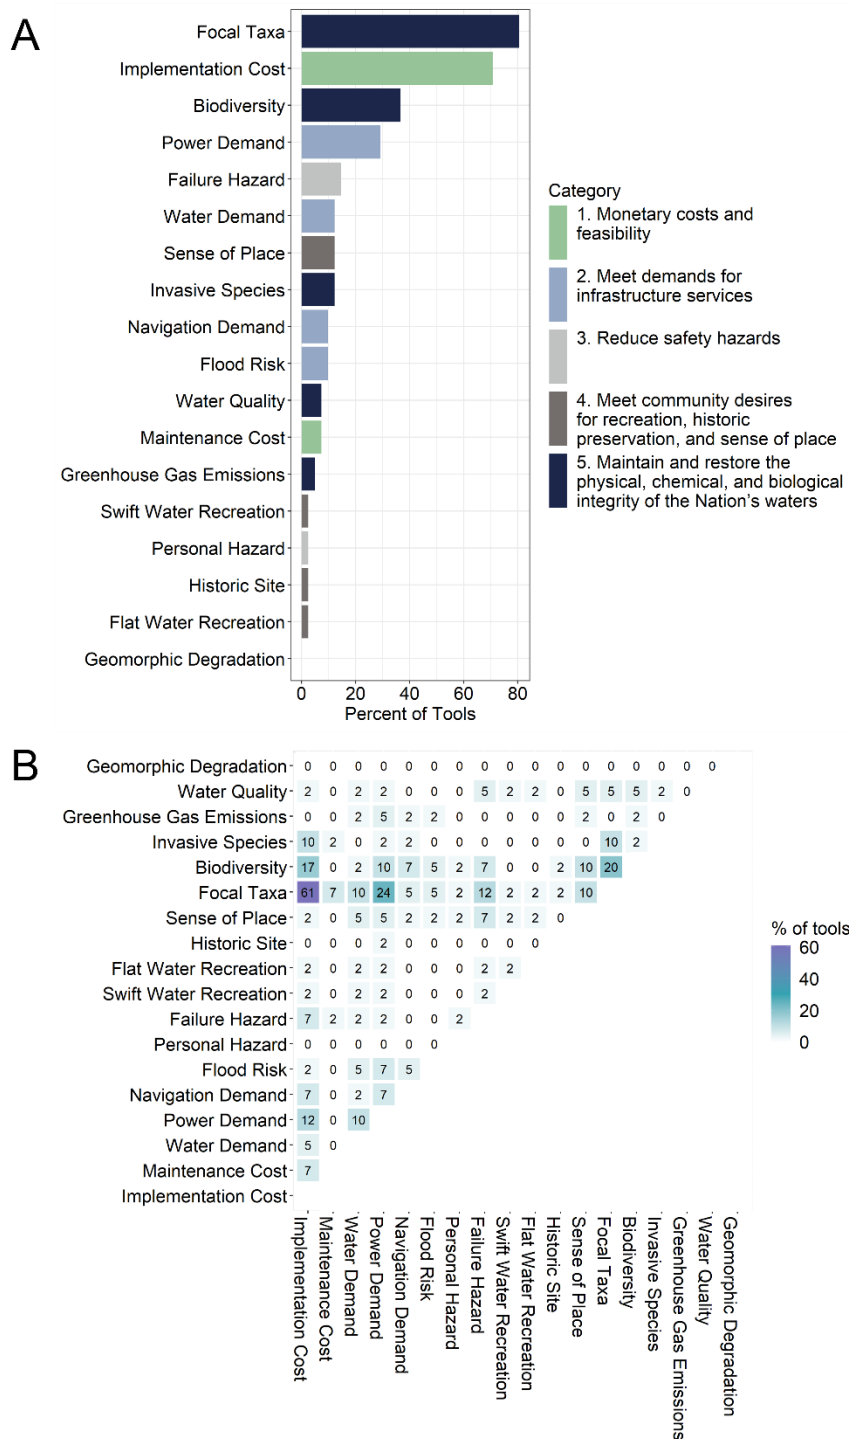 A
Focal Taxa
Implementation Cost
Biodiversity
Power Demand
Failure Hazard
Water Demand
Sense of Place
Invasive Species
Navigation Demand
Flood Risk
Water Quality
Maintenance Cost
Greenhouse Gas Emissions
Swift Water Recreation
Personal Hazard
Historic Site
Flat Water Recreation
Geomorphic Degradation
0 20 40 60 80
Percent of Tools
Category
1. Monetary costs and
feasibility
2. Meet demands for
infrastructure services
3. Reduce safety hazards
4. Meet community desires
for recreation, historic
preservation, and sense of place
5. Maintain and restore the
physical, chemical, and biological
integrity of the Nation's waters
B
Geomorphic Degradation 0 0 0 0 0 0 0 0 0 0 0 0 0 0 0 0 0
Water Quality 2 0 2 2 0 0 0 5 2 2 0 5 5 5 2 0
Greenhouse Gas Emissions 0 0 2 5 2 2 0 0 0 0 0 2 0 2 0
Invasive Species 10 2 0 2 2 0 0 0 0 0 0 0 10 2
Biodiversity 17 0 2 10 7 5 2 7 0 0 2 10 20
Focal Taxa 61 7 10 24 5 5 2 12 2 2 2 10
Sense of Place 2 0 5 5 2 2 2 7 2 2 0
Historic Site 0 0 0 2 0 0 0 0 0 0
Flat Water Recreation 2 0 2 2 0 0 0 2 2
Swift Water Recreation 2 0 2 2 0 0 0 2
Failure Hazard 7 2 2 2 0 0 2
Personal Hazard 0 0 0 0 0 0
Flood Risk 2 0 5 7 5
Navigation Demand 7 0 2 7
Power Demand 12 0 10
Water Demand 5 0
Maintenance Cost 7
Implementation Cost
Implementation Cost
Maintenance Cost
Water Demand
Power Demand
Navigation Demand
Flood Risk
Personal Hazard
Failure Hazard
Swift Water Recreation
Flat Water Recreation
Historic Site
Sense of Place
Focal Taxa
Biodiversity
Invasive Species
Greenhouse Gas Emissions
Water Quality
Geomorphic Degradation
% of tools
60
40
20
0